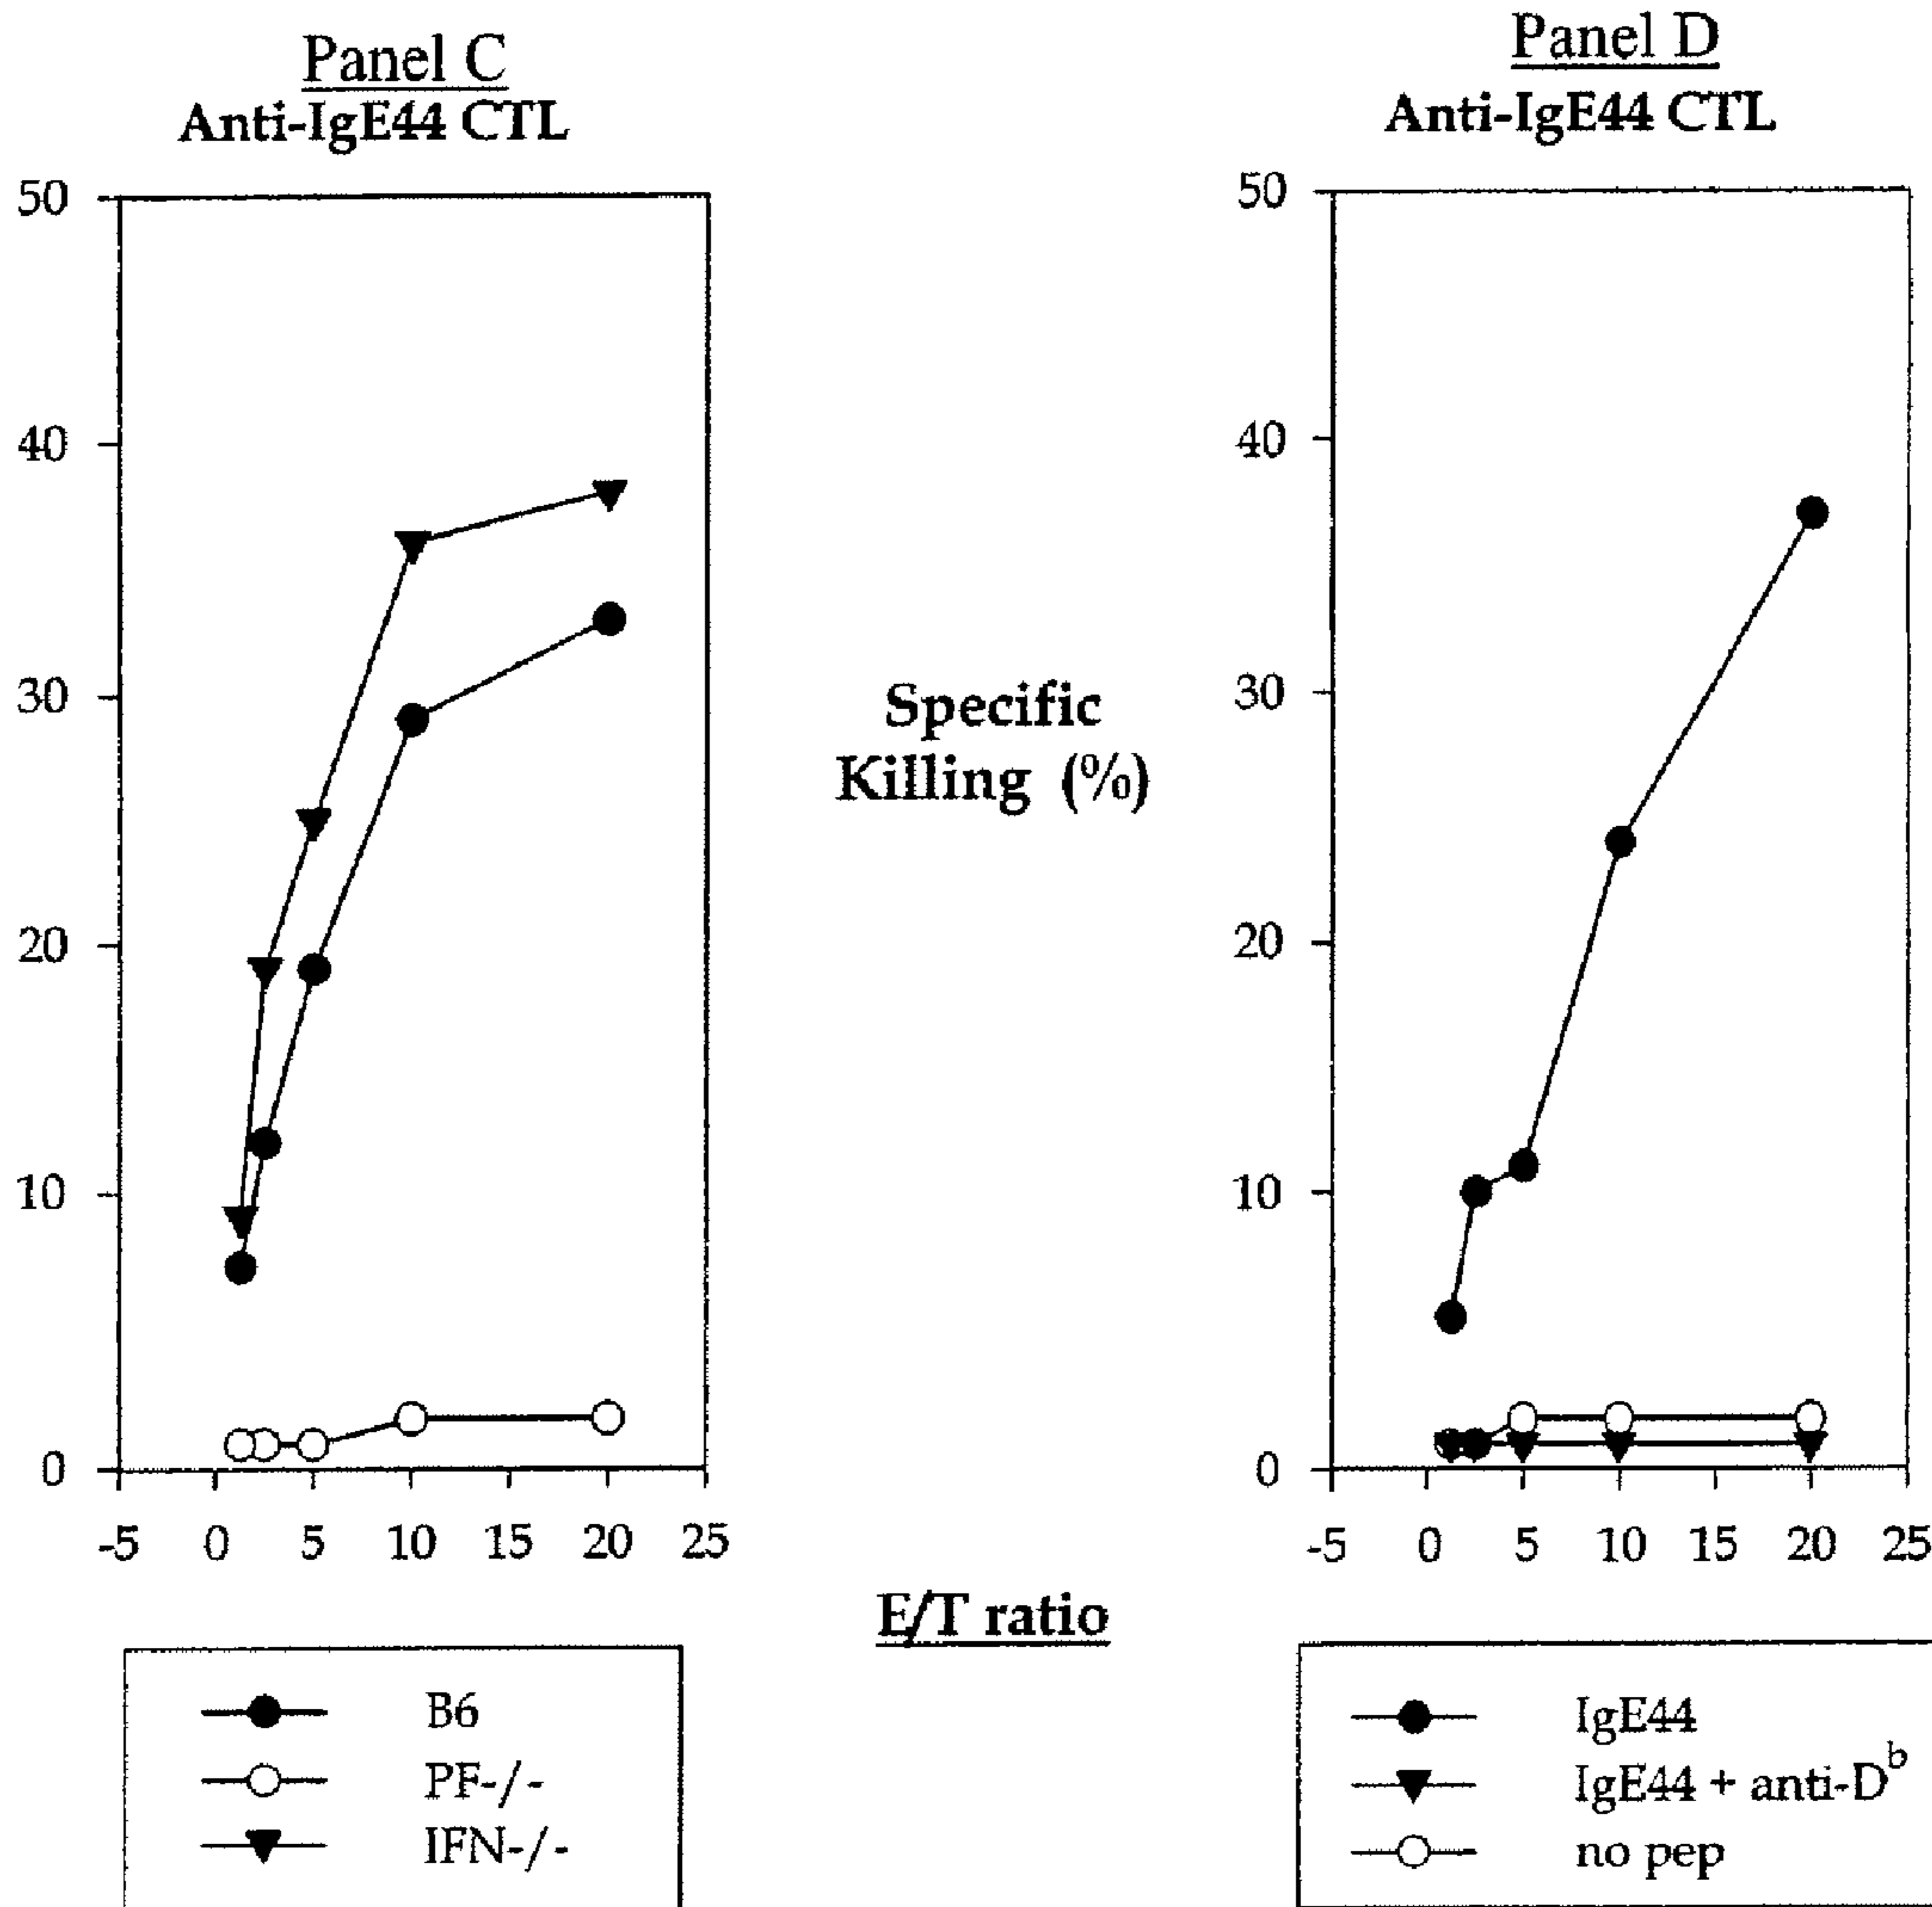 Panel C
Anti-IgE44 CTL
50
40
30
20
10
0
-5 0 5 10 15 20 25
Specific
Killing (%)
Panel D
Anti-IgE44 CTL
50
40
30
20
10
0
-5 0 5 10 15 20 25
E/T ratio
B6
PF-/-
IFN-/-
IgE44
IgE44 + anti-D^b
no pep